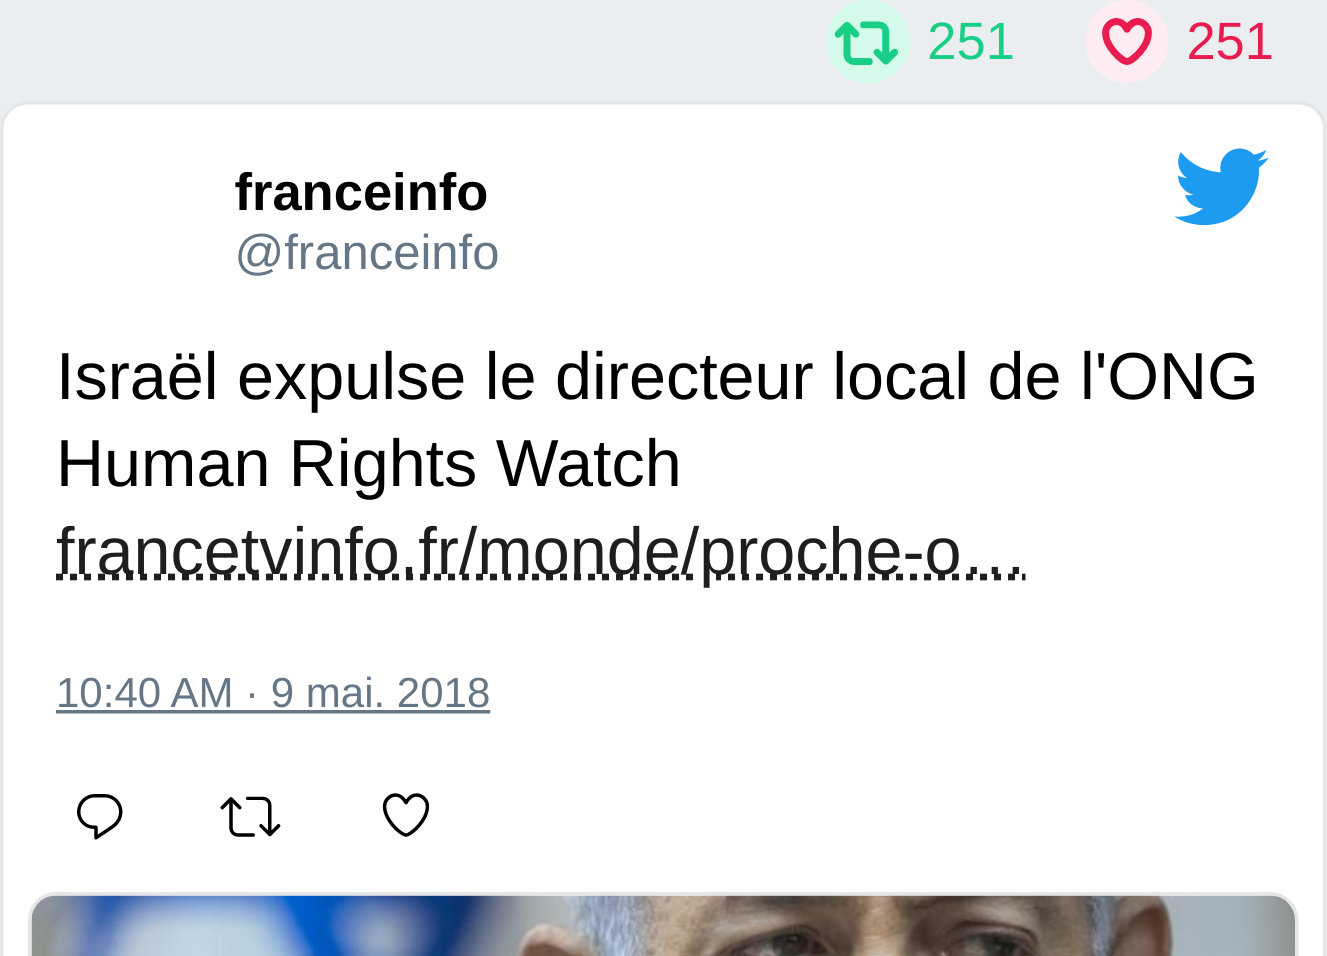 251 251
franceinfo
@franceinfo
Israël expulse le directeur local de l'ONG
Human Rights Watch
francetvinfo.fr/monde/proche-o…
10:40 AM · 9 mai. 2018